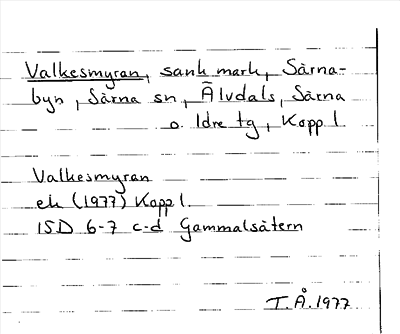 Valkesmyran, sank mark, Särna-
byn, Särna sn, Älvdals, Särna
o. Idre tg, Kopp l
Valkesmyran
ek (1977) Kopp l.
15D 6-7 c-d Gammalsätern
T.Å. 1977